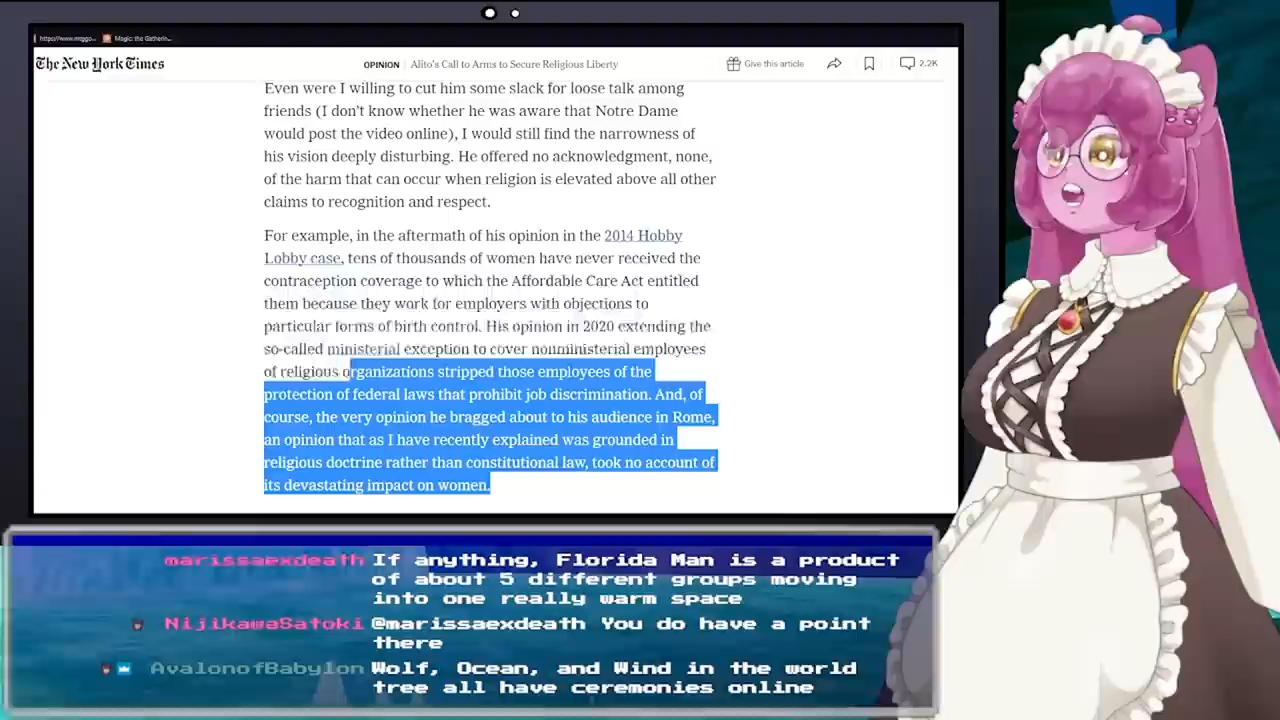 https://www.mtggo...
Magic: the Gatherin...
The New York Times
OPINION | Alito's Call to Arms to Secure Religious Liberty
Give this article
2.2K
Even were I willing to cut him some slack for loose talk among
friends (I don't know whether he was aware that Notre Dame
would post the video online), I would still find the narrowness of
his vision deeply disturbing. He offered no acknowledgment, none,
of the harm that can occur when religion is elevated above all other
claims to recognition and respect.
For example, in the aftermath of his opinion in the 2014 Hobby
Lobby case, tens of thousands of women have never received the
contraception coverage to which the Affordable Care Act entitled
them because they work for employers with objections to
particular forms of birth control. His opinion in 2020 extending the
so-called ministerial exception to cover nonministerial employees
of religious organizations stripped those employees of the
protection of federal laws that prohibit job discrimination. And, of
course, the very opinion he bragged about to his audience in Rome,
an opinion that as I have recently explained was grounded in
religious doctrine rather than constitutional law, took no account of
its devastating impact on women.
marissaexdeath If anything, Florida Man is a product
of about 5 different groups moving
into one really warm space
NijikawaSatoki @marissaexdeath You do have a point
there
AvalonofBabylon Wolf, Ocean, and Wind in the world
tree all have ceremonies online